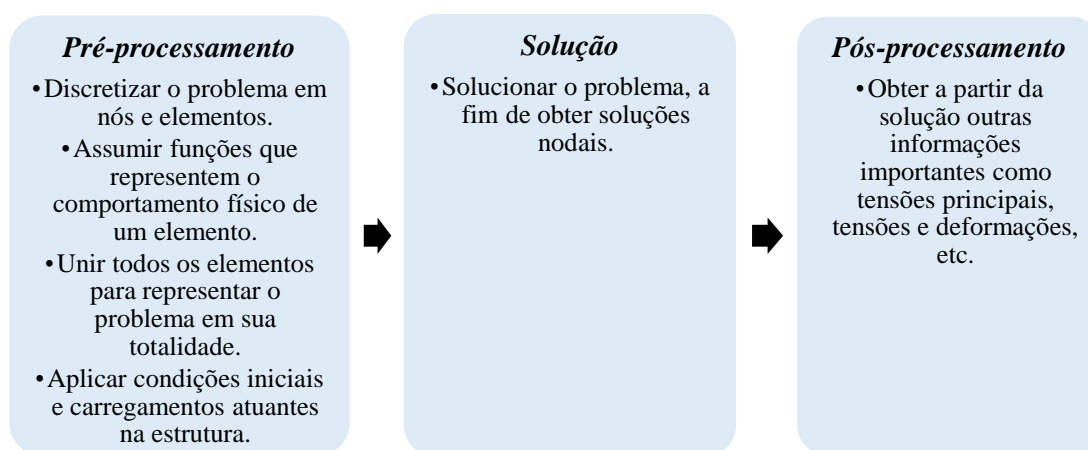 Pré-processamento
•Discretizar o problema em
nós e elementos.
•Assumir funções que
representem o
comportamento físico de
um elemento.
•Unir todos os elementos
para representar o
problema em sua
totalidade.
•Aplicar condições iniciais
e carregamentos atuantes
na estrutura.
Solução
•Solucionar o problema, a
fim de obter soluções
nodais.
Pós-processamento
•Obter a partir da
solução outras
informações
importantes como
tensões principais,
tensões e deformações,
etc.